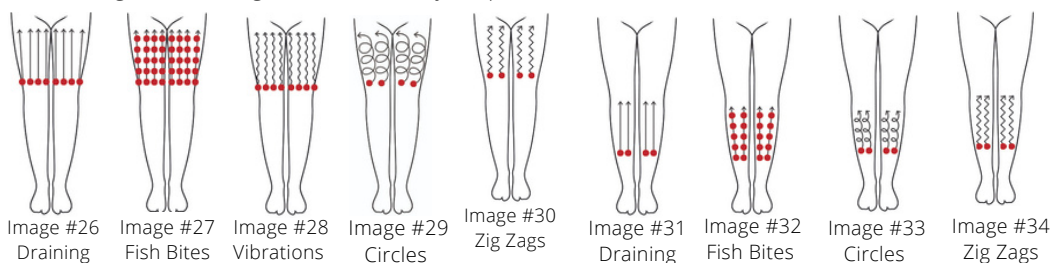 Image #26
Draining
Image #27
Fish Bites
Image #28
Vibrations
Image #29
Circles
Image #30
Zig Zags
Image #31
Draining
Image #32
Fish Bites
Image #33
Circles
Image #34
Zig Zags